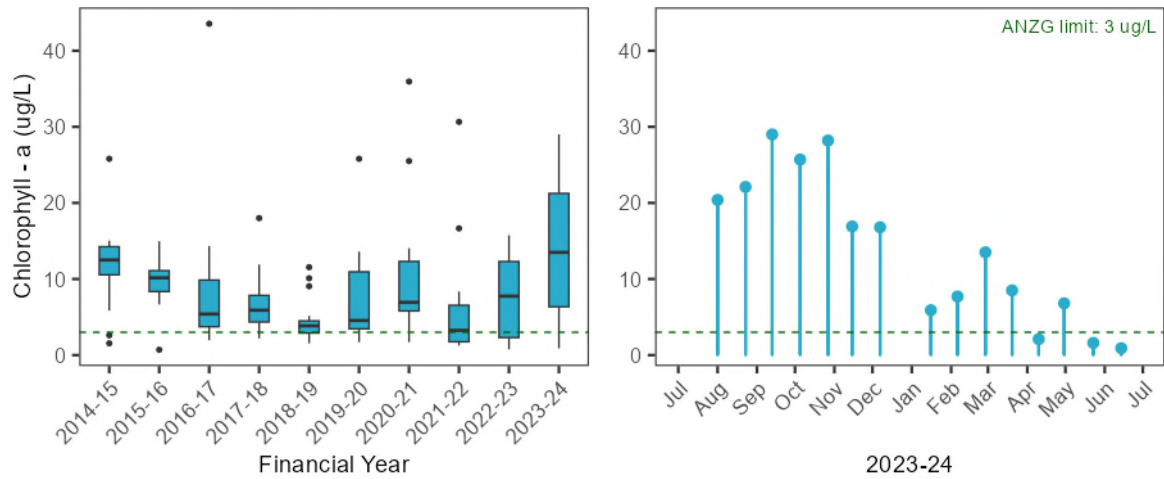 Chlorophyll - a (ug/L)
40
30
20
10
0
2014-15
2015-16
2016-17
2017-18
2018-19
2019-20
2020-21
2021-22
2022-23
2023-24
Financial Year
ANZG limit: 3 ug/L
40
30
20
10
0
Jul
Aug
Sep
Oct
Nov
Dec
Jan
Feb
Mar
Apr
May
Jun
Jul
2023-24